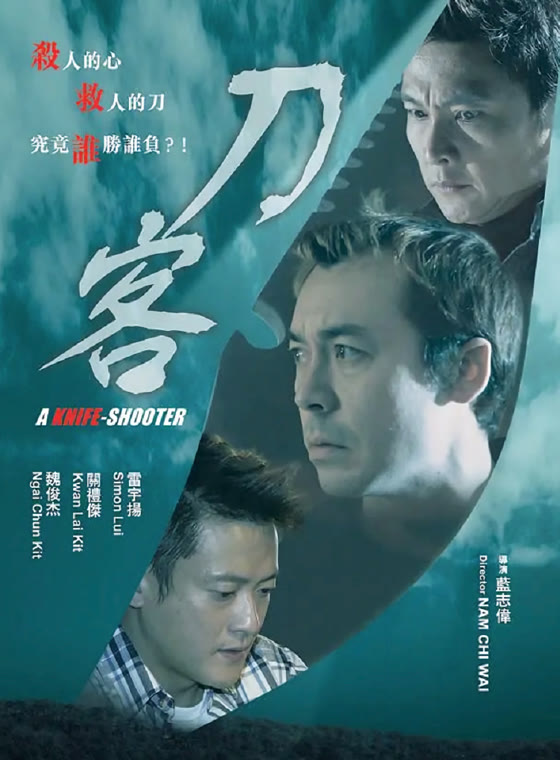 殺人的心
救人的刀
究竟誰勝誰負?!
刀客
A KNIFE-SHOOTER
雷宇揚
Simon Lui
關禮傑
Kwan Lai Kit
魏俊杰
Ngai Chun Kit
導演 藍志偉
Director NAM CHI WAI